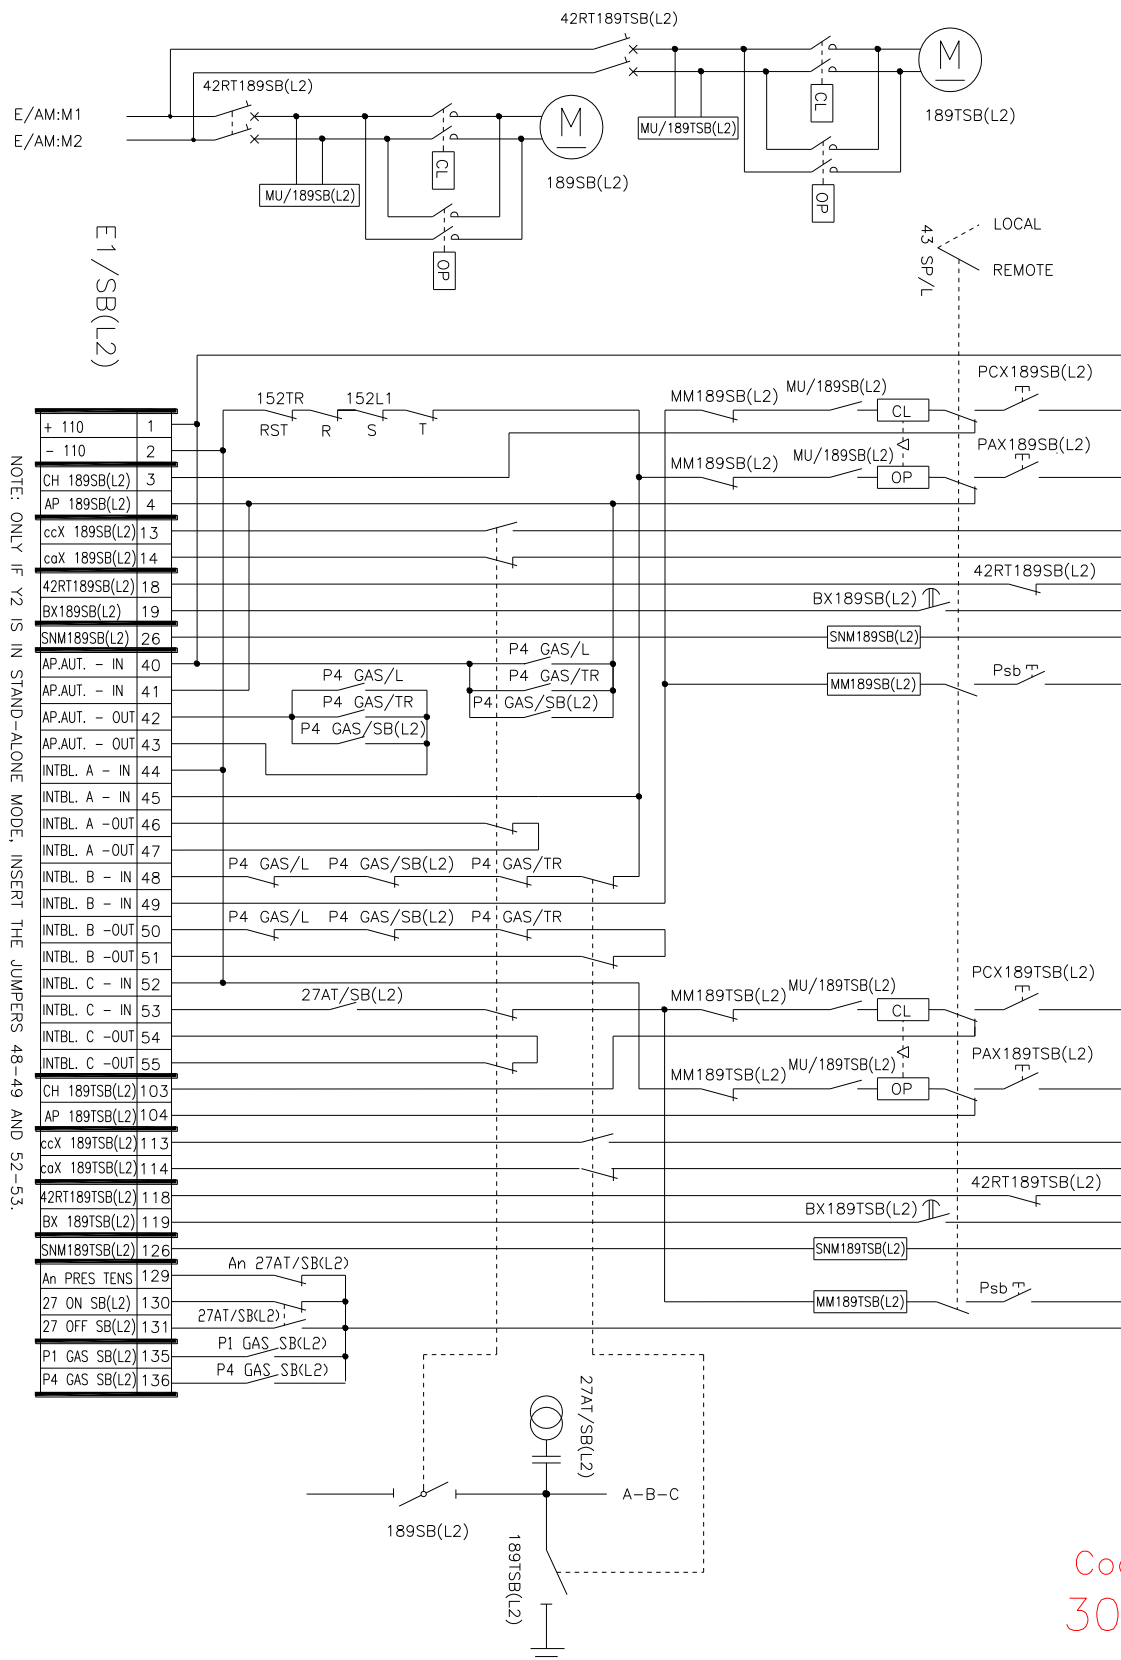 42RT189TSB(L2)
M
42RT189SB(L2)
CL
189TSB(L2)
E/AM:M1
M
MU/189TSB(L2)
E/AM:M2
CL
189SB(L2)
MU/189SB(L2)
OP
OP
E1/SB(L2)
43 SP/L
LOCAL
REMOTE
PCX189SB(L2)
152TR
152L1
MM189SB(L2)
MU/189SB(L2)
CL
RST
R
S
T
PAX189SB(L2)
MM189SB(L2)
MU/189SB(L2)
OP
+ 110 1
- 110 2
CH 189SB(L2) 3
AP 189SB(L2) 4
ccX 189SB(L2) 13
caX 189SB(L2) 14
42RT189SB(L2) 18
42RT189SB(L2)
BX189SB(L2) 19
BX189SB(L2)
SNM189SB(L2) 26
SNM189SB(L2)
AP.AUT. - IN 40
P4 GAS/L
AP.AUT. - IN 41
P4 GAS/L
P4 GAS/TR
MM189SB(L2)
Psb
AP.AUT. - OUT 42
P4 GAS/TR
P4 GAS/SB(L2)
AP.AUT. - OUT 43
P4 GAS/SB(L2)
INTBL. A - IN 44
INTBL. A - IN 45
INTBL. A -OUT 46
INTBL. A -OUT 47
INTBL. B - IN 48
P4 GAS/L
P4 GAS/SB(L2)
P4 GAS/TR
INTBL. B - IN 49
INTBL. B -OUT 50
P4 GAS/L
P4 GAS/SB(L2)
P4 GAS/TR
INTBL. B -OUT 51
INTBL. C - IN 52
INTBL. C - IN 53
27AT/SB(L2)
MM189TSB(L2)
MU/189TSB(L2)
CL
PCX189TSB(L2)
INTBL. C -OUT 54
INTBL. C -OUT 55
MM189TSB(L2)
MU/189TSB(L2)
OP
PAX189TSB(L2)
CH 189TSB(L2) 103
AP 189TSB(L2) 104
ccX 189TSB(L2) 113
caX 189TSB(L2) 114
42RT189TSB(L2) 118
42RT189TSB(L2)
BX 189TSB(L2) 119
BX189TSB(L2)
SNM189TSB(L2) 126
SNM189TSB(L2)
An PRES TENS 129
An 27AT/SB(L2)
27 ON SB(L2) 130
MM189TSB(L2)
Psb
27 OFF SB(L2) 131
27AT/SB(L2)
P1 GAS SB(L2) 135
P1 GAS SB(L2)
P4 GAS SB(L2) 136
P4 GAS SB(L2)
NOTE: ONLY IF Y2 IS IN STAND-ALONE MODE, INSERT THE JUMPERS 48-49 AND 52-53.
27AT/SB(L2)
A-B-C
189SB(L2)
189TSB(L2)
30